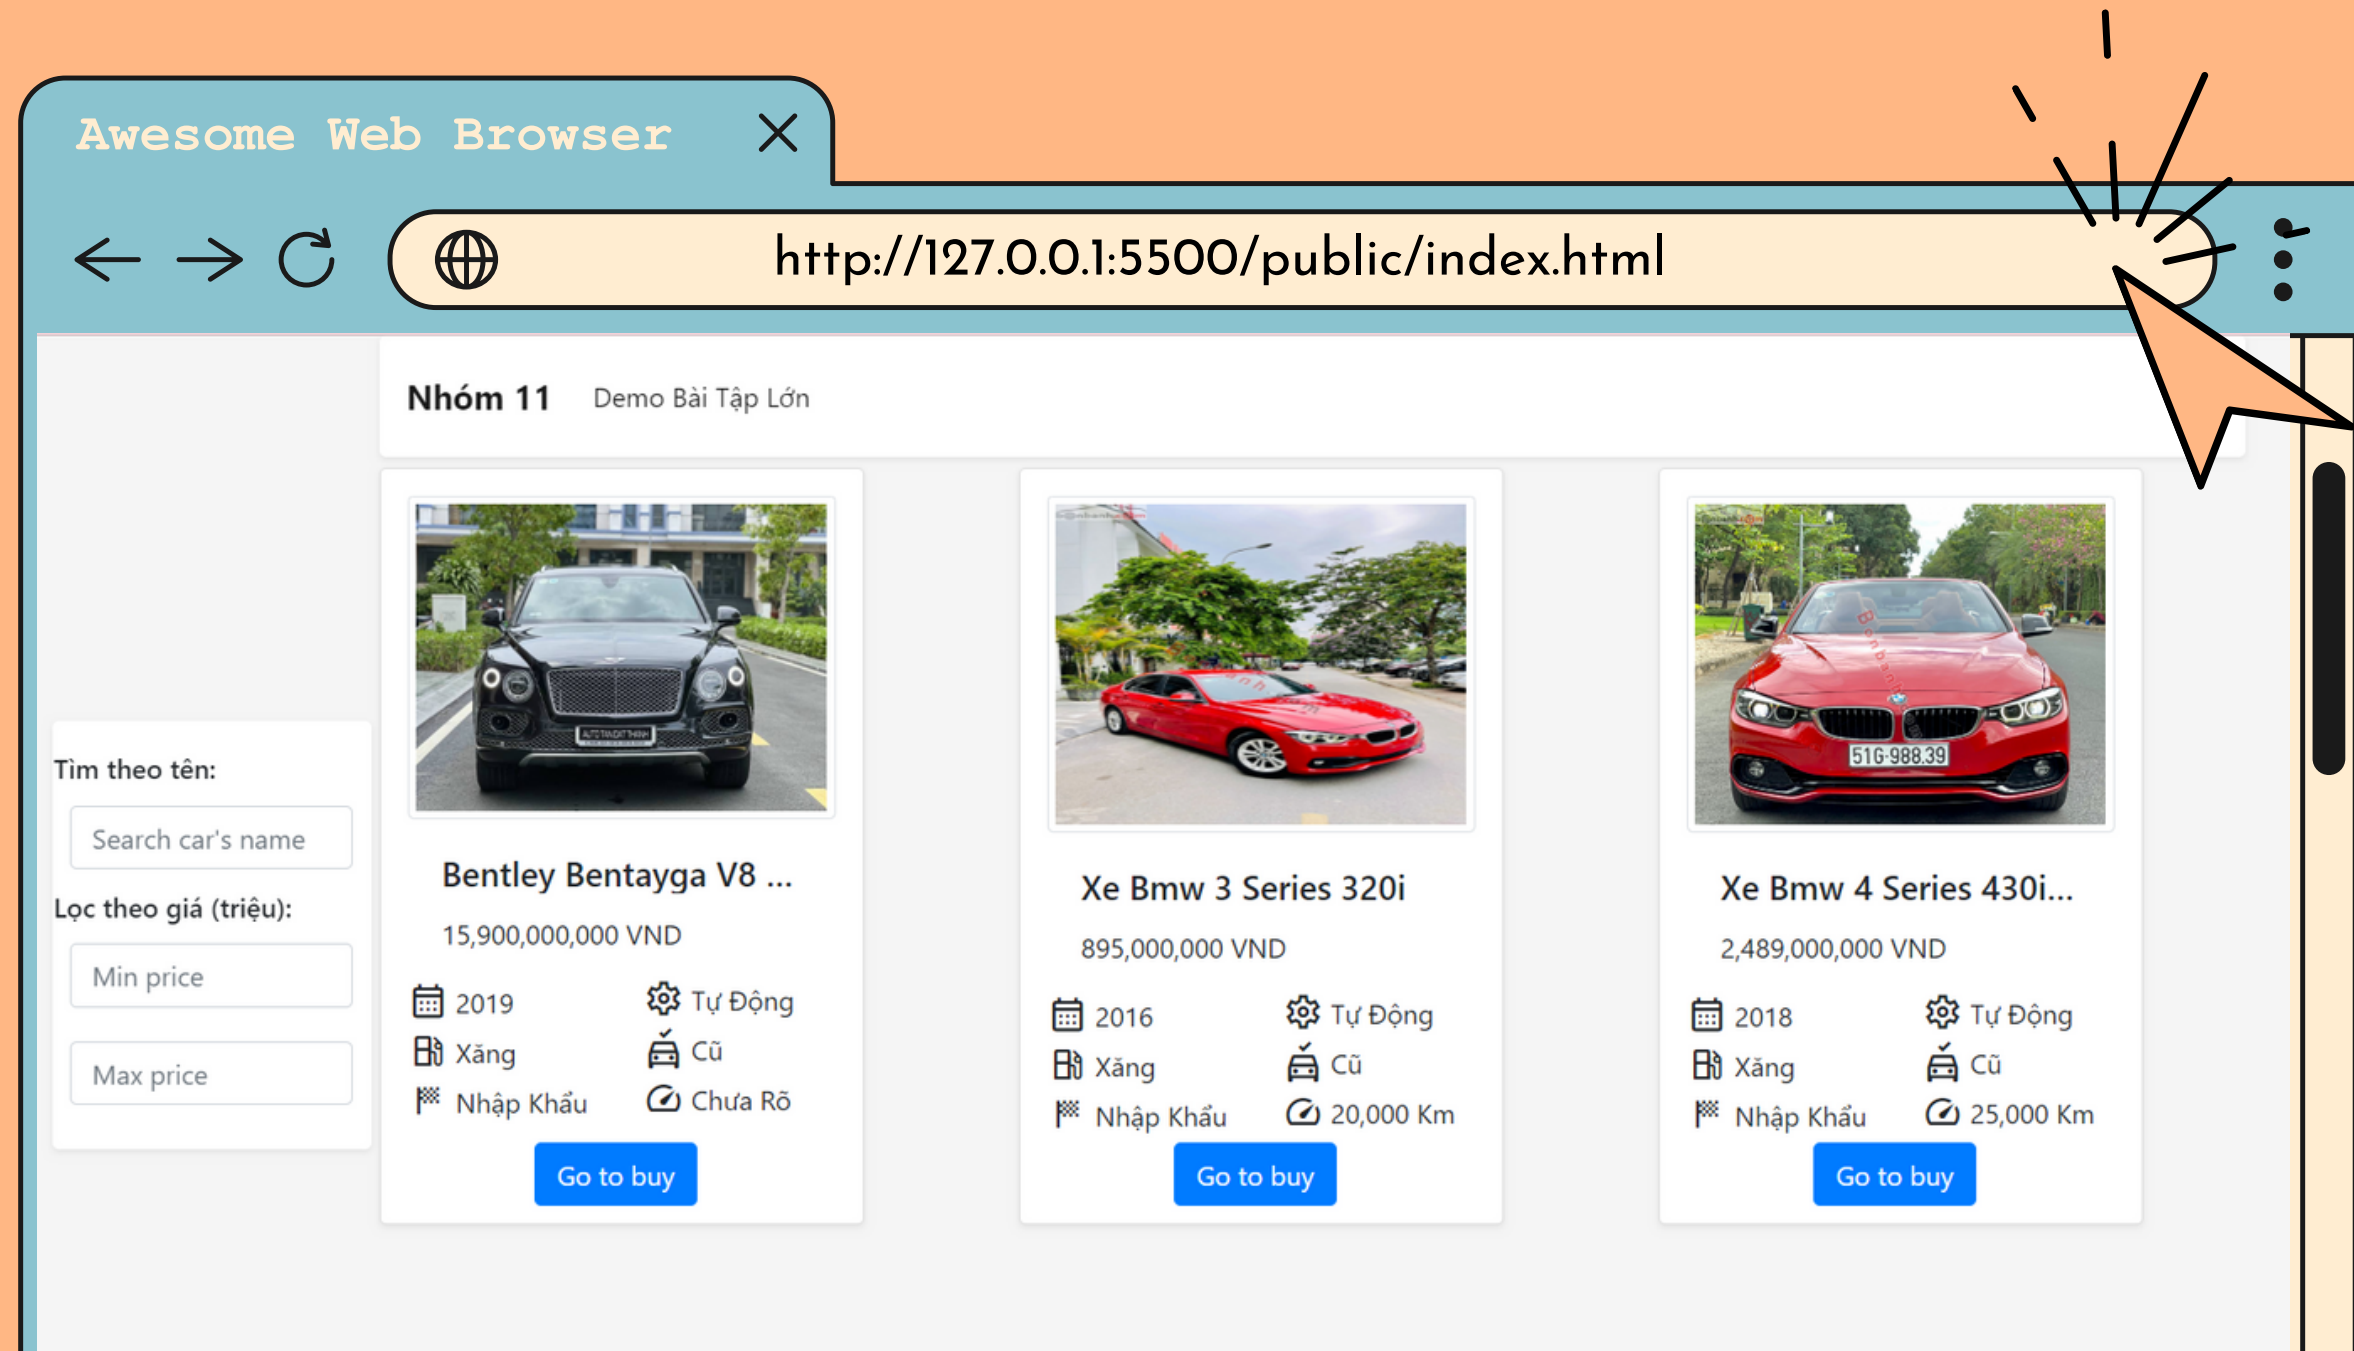 Awesome Web Browser
http://127.0.0.1:5500/public/index.html
Nhóm 11 Demo Bài Tập Lớn
Tìm theo tên:
Search car's name
Lọc theo giá (triệu):
Min price
Max price
AUTO TAN DAT THANH
Bentley Bentayga V8 ...
15,900,000,000 VND
2019 Tự Động
Xăng Cũ
Nhập Khẩu Chưa Rõ
Go to buy
Xe Bmw 3 Series 320i
895,000,000 VND
2016 Tự Động
Xăng Cũ
Nhập Khẩu 20,000 Km
Go to buy
51G-988.39
Xe Bmw 4 Series 430i...
2,489,000,000 VND
2018 Tự Động
Xăng Cũ
Nhập Khẩu 25,000 Km
Go to buy